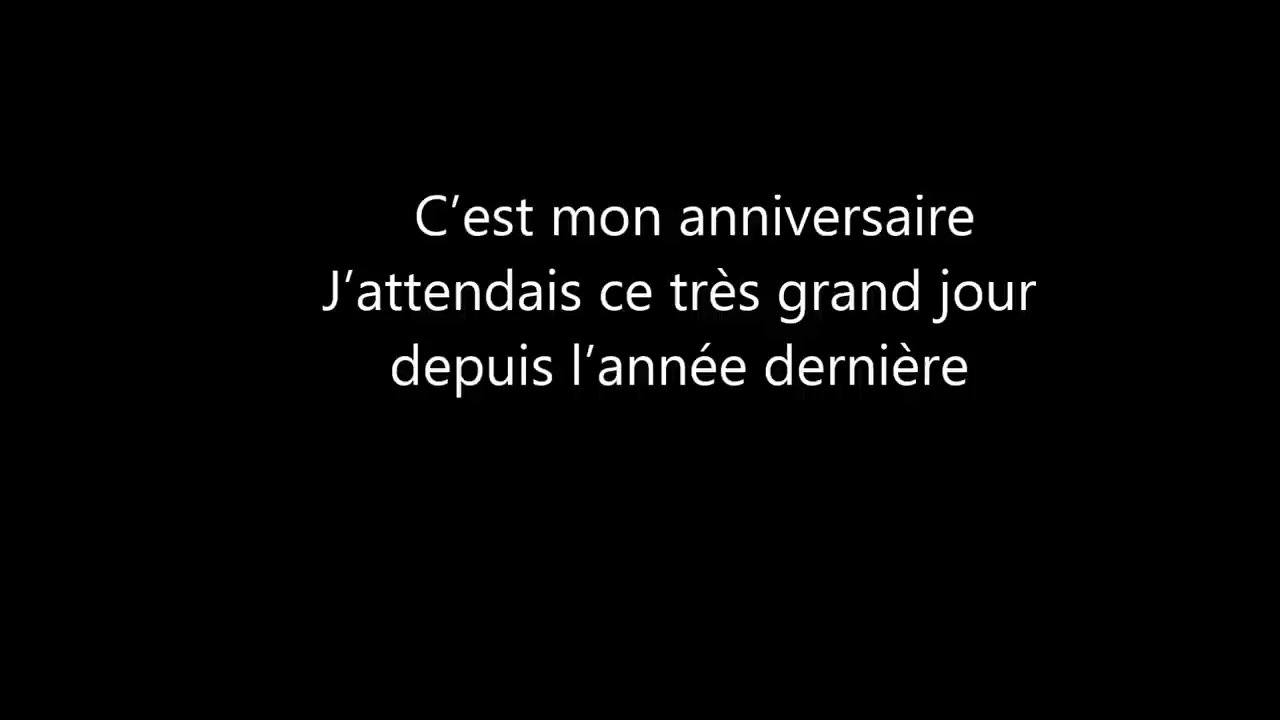 C’est mon anniversaire
J’attendais ce très grand jour
depuis l’année dernière